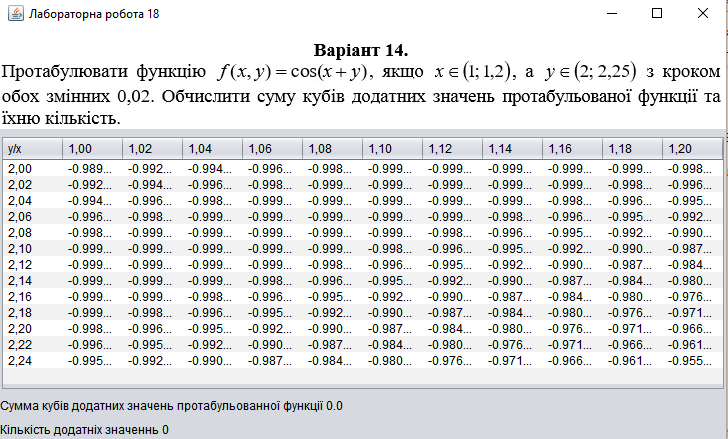 Лабораторна робота 18
Варіант 14.
Протабулювати функцію f(x, y) = cos(x + y), якщо x ∈ (1; 1,2), а y ∈ (2; 2,25) з кроком
обох змінних 0,02. Обчислити суму кубів додатних значень протабульованої функції та
їхню кількість.
y/x 1,00 1,02 1,04 1,06 1,08 1,10 1,12 1,14 1,16 1,18 1,20
2,00 -0.989... -0.992... -0.994... -0.996... -0.998... -0.999... -0.999... -0.999... -0.999... -0.999... -0.998...
2,02 -0.992... -0.994... -0.996... -0.998... -0.999... -0.999... -0.999... -0.999... -0.999... -0.998... -0.996...
2,04 -0.994... -0.996... -0.998... -0.999... -0.999... -0.999... -0.999... -0.999... -0.998... -0.996... -0.995...
2,06 -0.996... -0.998... -0.999... -0.999... -0.999... -0.999... -0.999... -0.998... -0.996... -0.995... -0.992...
2,08 -0.998... -0.999... -0.999... -0.999... -0.999... -0.999... -0.998... -0.996... -0.995... -0.992... -0.990...
2,10 -0.999... -0.999... -0.999... -0.999... -0.999... -0.998... -0.996... -0.995... -0.992... -0.990... -0.987...
2,12 -0.999... -0.999... -0.999... -0.999... -0.998... -0.996... -0.995... -0.992... -0.990... -0.987... -0.984...
2,14 -0.999... -0.999... -0.999... -0.998... -0.996... -0.995... -0.992... -0.990... -0.987... -0.984... -0.980...
2,16 -0.999... -0.999... -0.998... -0.996... -0.995... -0.992... -0.990... -0.987... -0.984... -0.980... -0.976...
2,18 -0.999... -0.998... -0.996... -0.995... -0.992... -0.990... -0.987... -0.984... -0.980... -0.976... -0.971...
2,20 -0.998... -0.996... -0.995... -0.992... -0.990... -0.987... -0.984... -0.980... -0.976... -0.971... -0.966...
2,22 -0.996... -0.995... -0.992... -0.990... -0.987... -0.984... -0.980... -0.976... -0.971... -0.966... -0.961...
2,24 -0.995... -0.992... -0.990... -0.987... -0.984... -0.980... -0.976... -0.971... -0.966... -0.961... -0.955...
Сумма кубів додатних значень протабульованної функції 0.0
Кількість додатніх значеннь 0